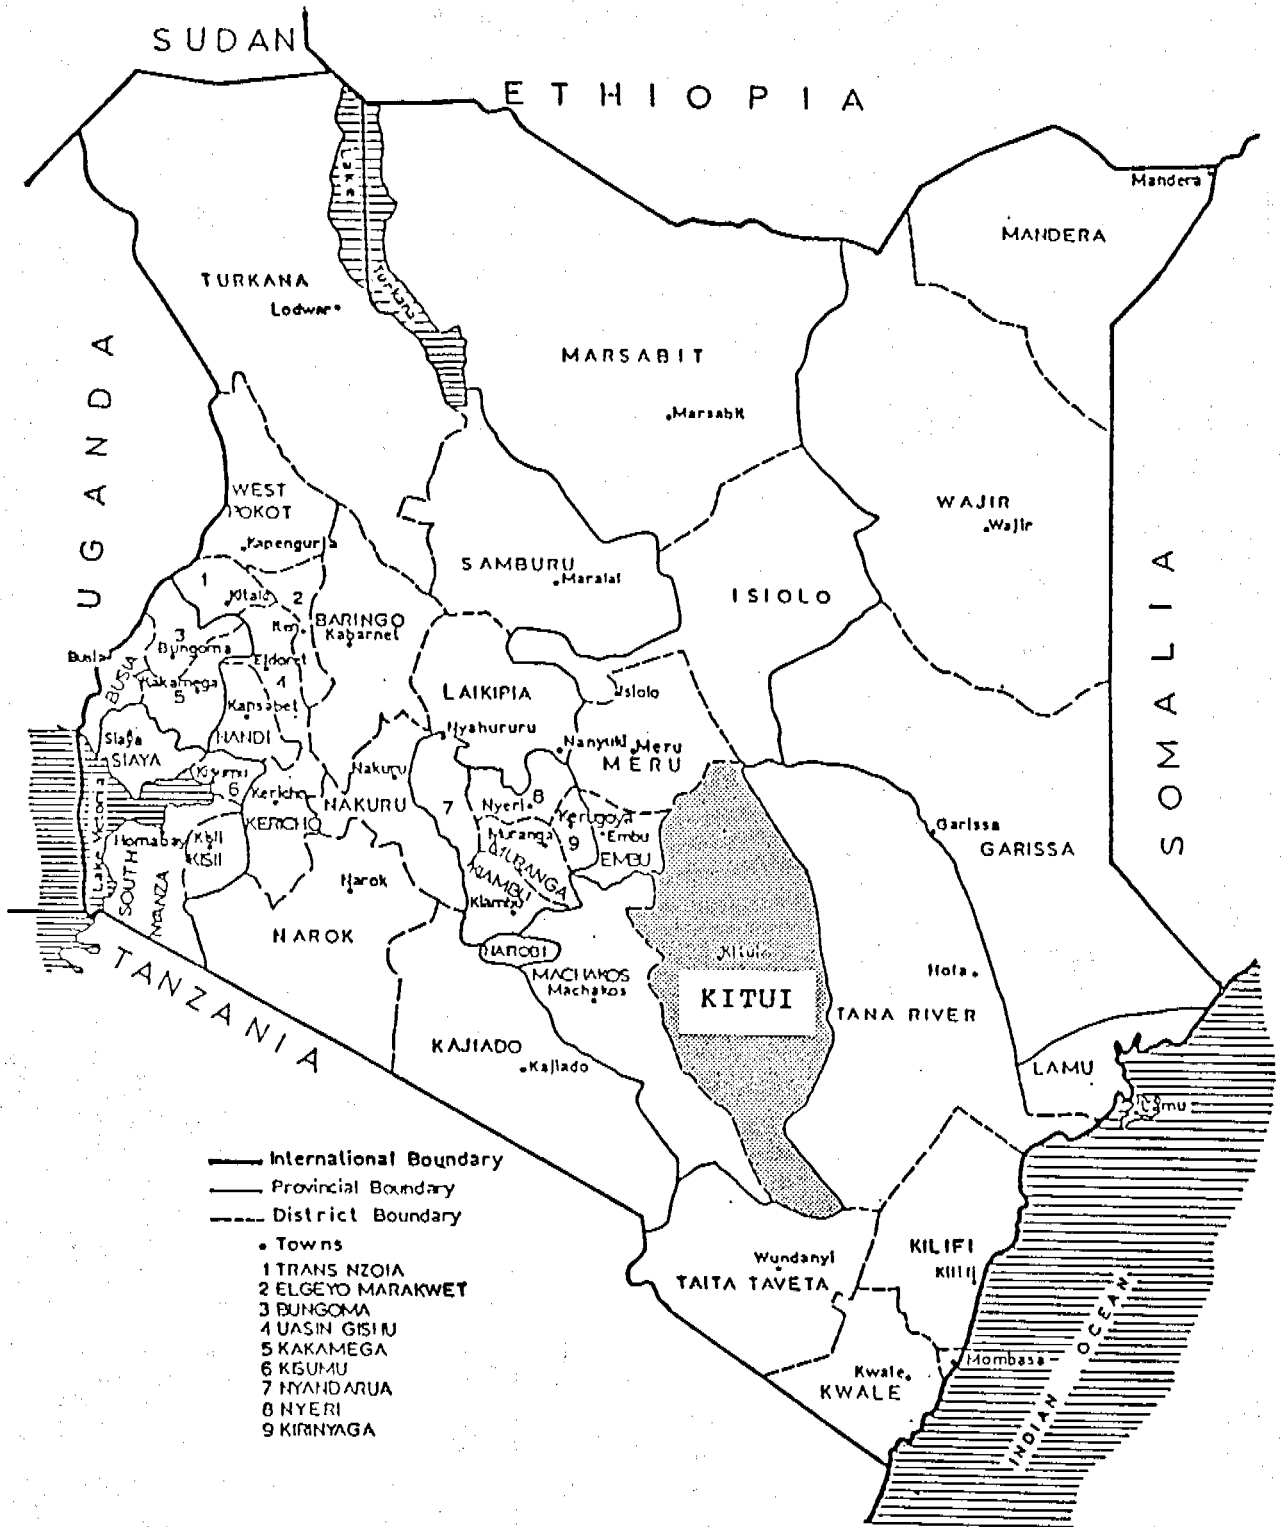 SUDAN
ETHIOPIA
Mandera
MANDERA
Lake
Turkana
TURKANA
Lodwar
UGANDA
MARSABIT
Marsabit
WEST
POKOT
WAJIR
Wajir
Kapenguria
SAMBURU
Maralal
ISIOLO
SOMALIA
1
Kitale
2
BARINGO
Kabarnet
3
Bungoma
Busia
BUSIA
Eldoret
4
Kakamega
5
LAIKIPIA
Isiolo
Kapsabet
NANDI
Nyahururu
Siaya
SIAYA
Nanyuki
Meru
MERU
Kisumu
6
Nakuru
NAKURU
Kericho
KERICHO
7
Nyeri
8
Kerugoya
9
Embu
EMBU
Garissa
GARISSA
Lake Victoria
Homabay
Kisii
KISII
SOUTH
NYANZA
Muranga
MURANGA
KIAMBU
Kiambu
Narok
NAROK
NAIROBI
MACHAKOS
Machakos
KITUI
Hola
TANA RIVER
TANZANIA
KAJIADO
Kajiado
LAMU
Lamu
International Boundary
Provincial Boundary
District Boundary
Towns
1 TRANS NZOIA
2 ELGEYO MARAKWET
3 BUNGOMA
4 UASIN GISHU
5 KAKAMEGA
6 KISUMU
7 NYANDARUA
8 NYERI
9 KIRINYAGA
Wundanyi
TAITA TAVETA
KILIFI
Kilifi
Mombasa
Kwale
KWALE
INDIAN OCEAN